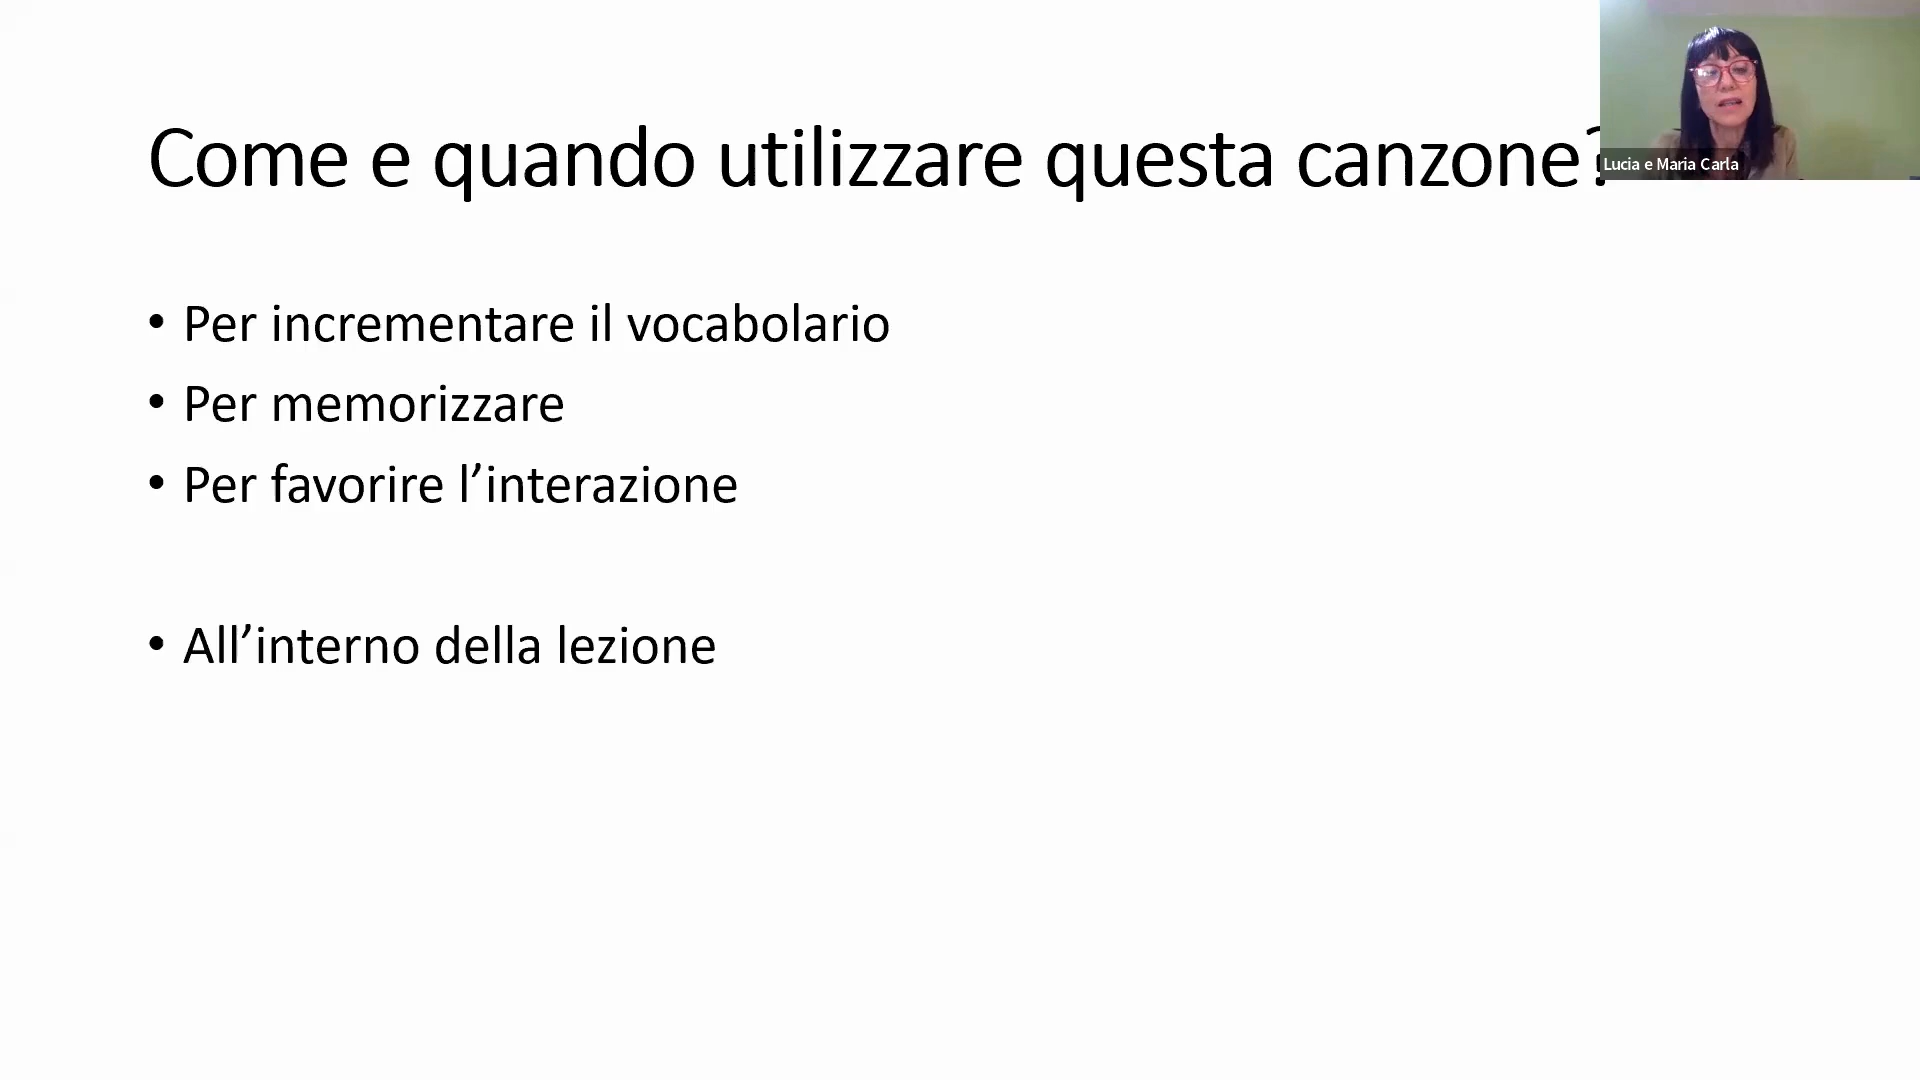 Come e quando utilizzare questa canzone?
Lucia e Maria Carla
• Per incrementare il vocabolario
• Per memorizzare
• Per favorire l’interazione
• All’interno della lezione